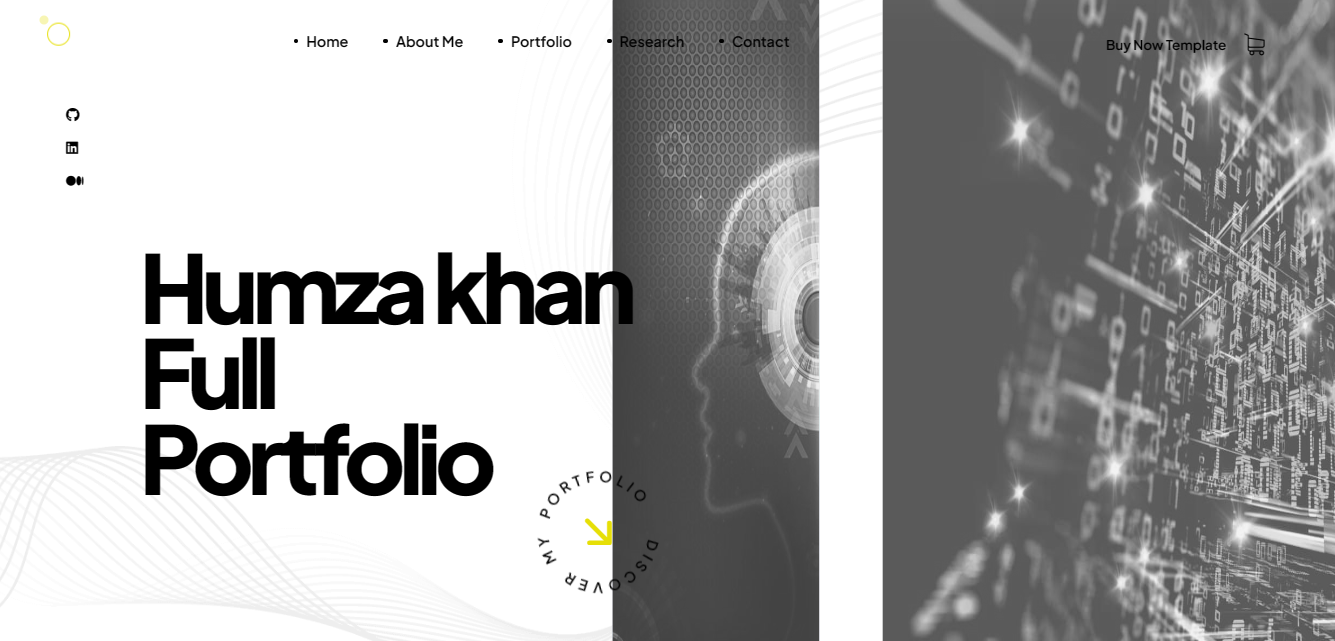 Home
About Me
Portfolio
Research
Contact
Buy Now Template
Humza khan
Full
Portfolio
DISCOVER MY PORTFOLIO